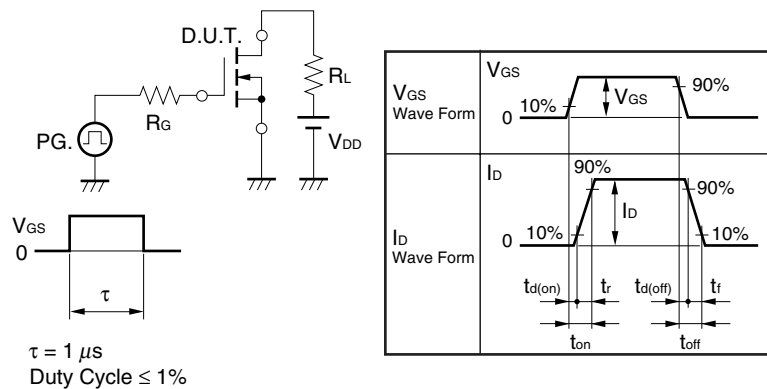 D.U.T.
RL
RG
PG.
VDD
VGS
0
τ
τ = 1 μs
Duty Cycle ≤ 1%
VGS
Wave Form
VGS
10%
0
VGS
90%
ID
Wave Form
ID
90%
90%
ID
10%
0
10%
td(on)
tr
td(off)
tf
ton
toff